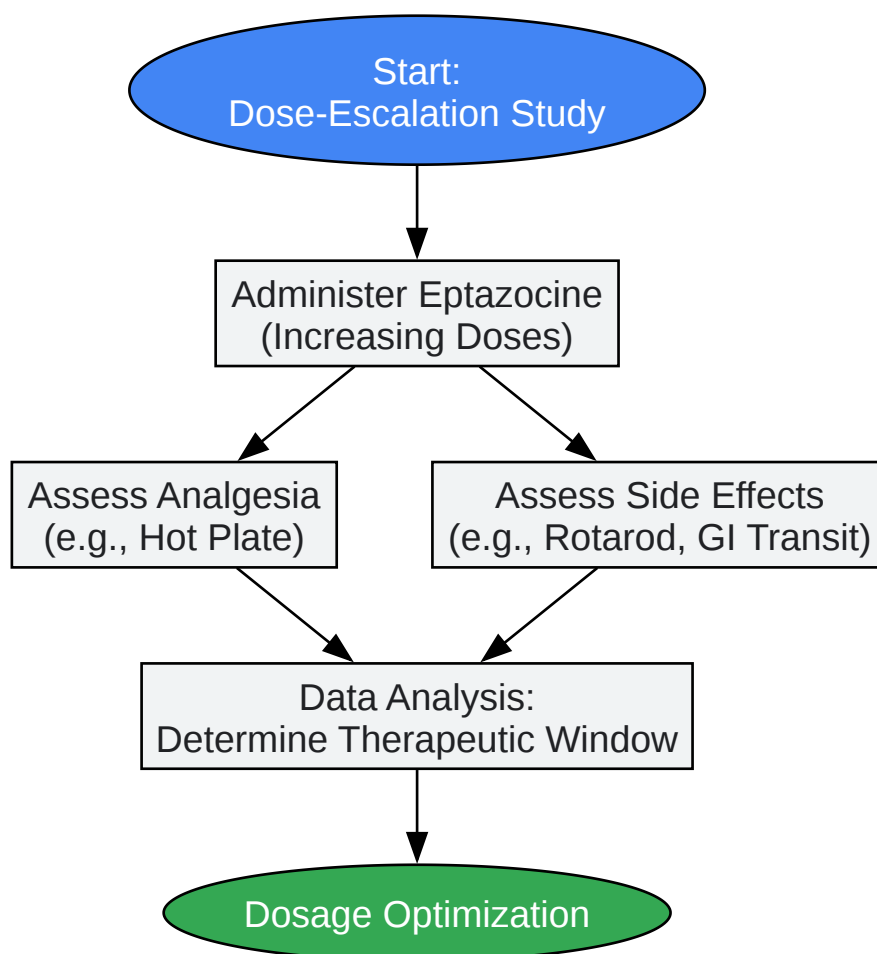 Start:
Dose-Escalation Study
Administer Eptazocine
(Increasing Doses)
Assess Analgesia
(e.g., Hot Plate)
Assess Side Effects
(e.g., Rotarod, GI Transit)
Data Analysis:
Determine Therapeutic Window
Dosage Optimization